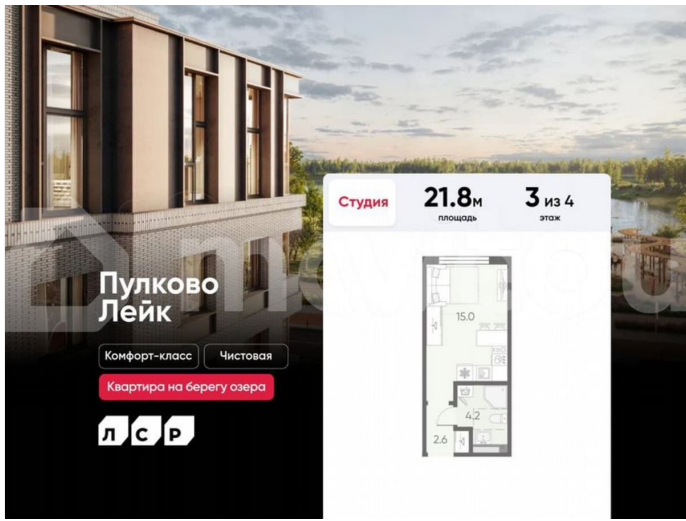 Студия
21.8м
площадь
3 из 4
этаж
Пулково
Лейк
Комфорт-класс
Чистовая
Квартира на берегу озера
ЛСР
15.0
4.2
2.6